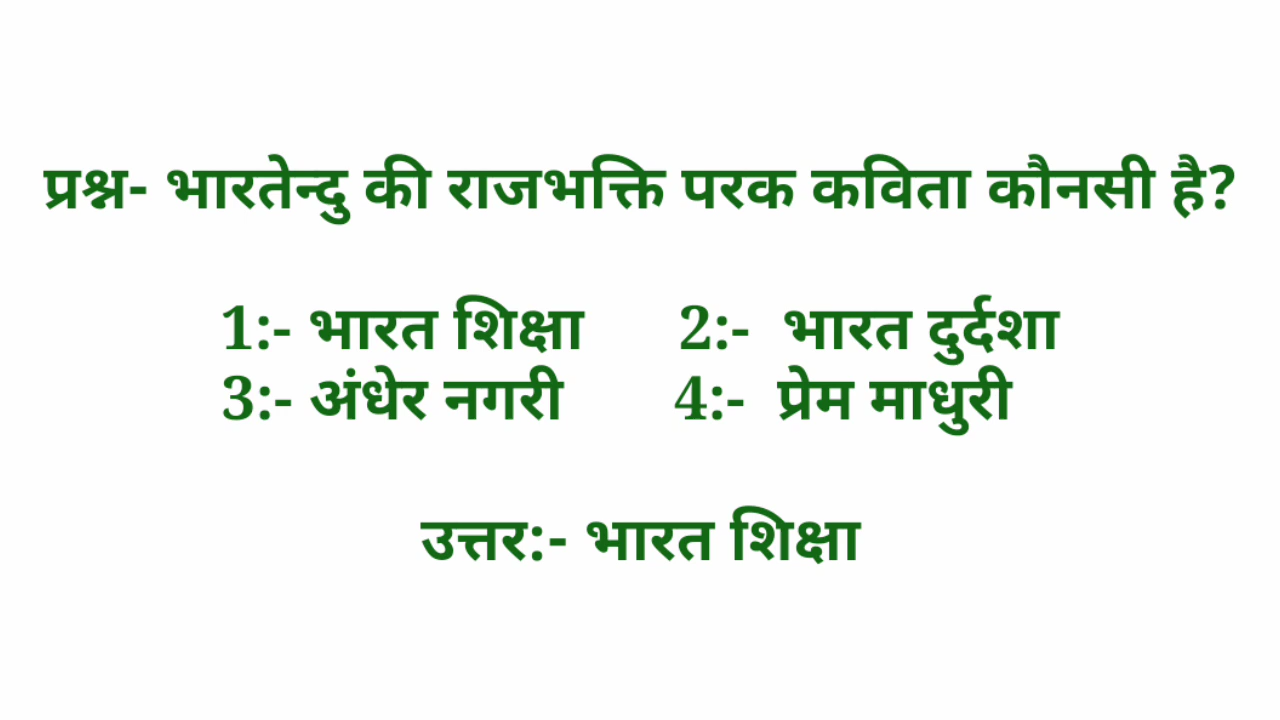 प्रश्न- भारतेन्दु की राजभक्ति परक कविता कौनसी है?
1:- भारत शिक्षा 2:- भारत दुर्दशा
3:- अंधेर नगरी 4:- प्रेम माधुरी
उत्तर:- भारत शिक्षा